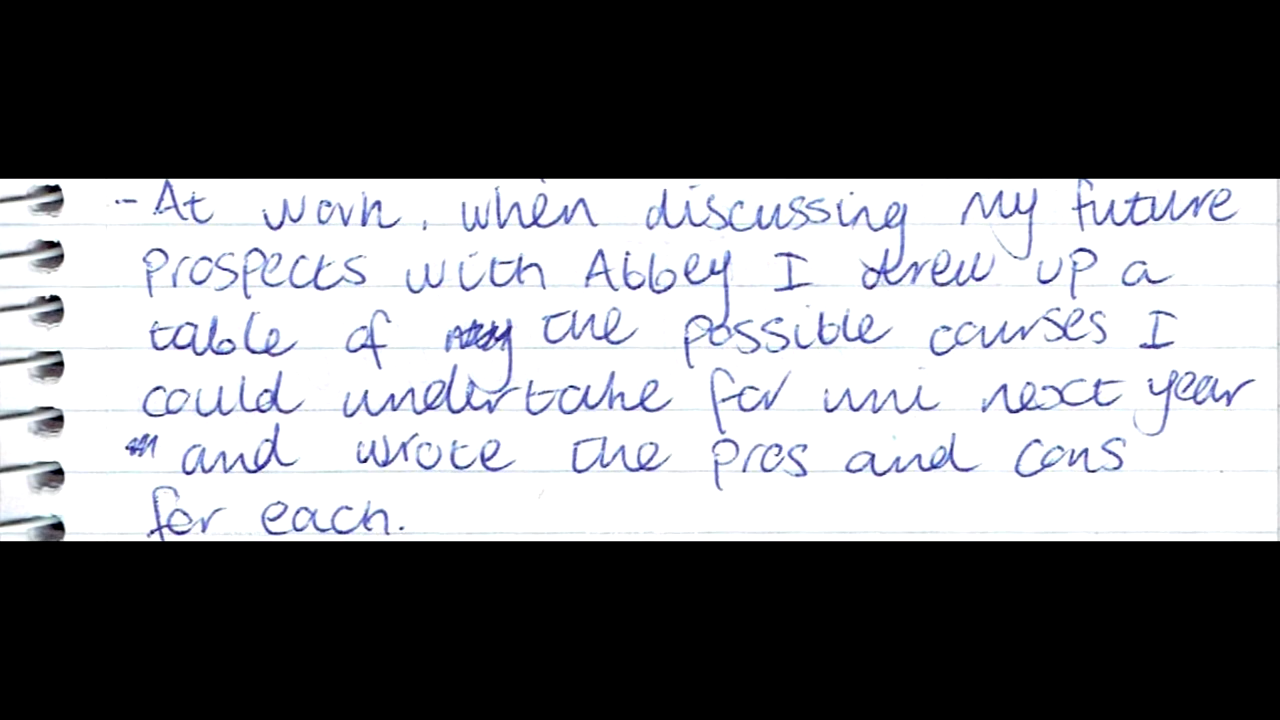 - At work, when discussing my future
prospects with Abbey I drew up a
table of the possible courses I
could undertake for uni next year
and wrote the pros and cons
for each.